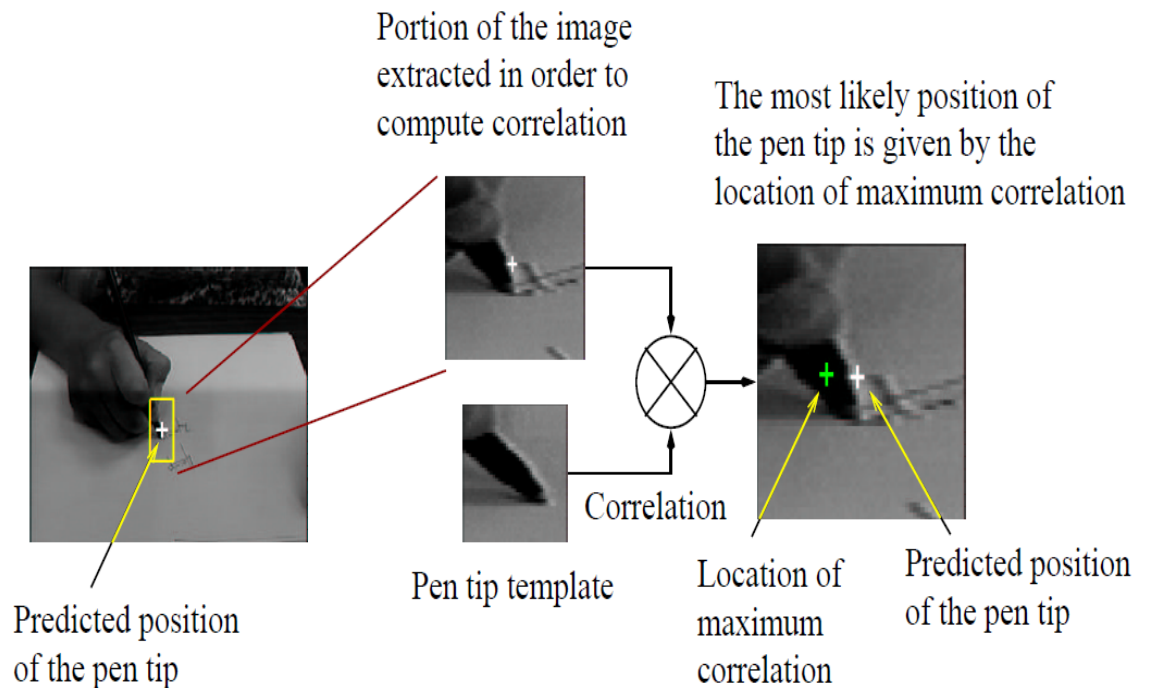 Portion of the image
extracted in order to
compute correlation
The most likely position of
the pen tip is given by the
location of maximum correlation
Correlation
Pen tip template
Predicted position
of the pen tip
Location of
maximum
correlation
Predicted position
of the pen tip